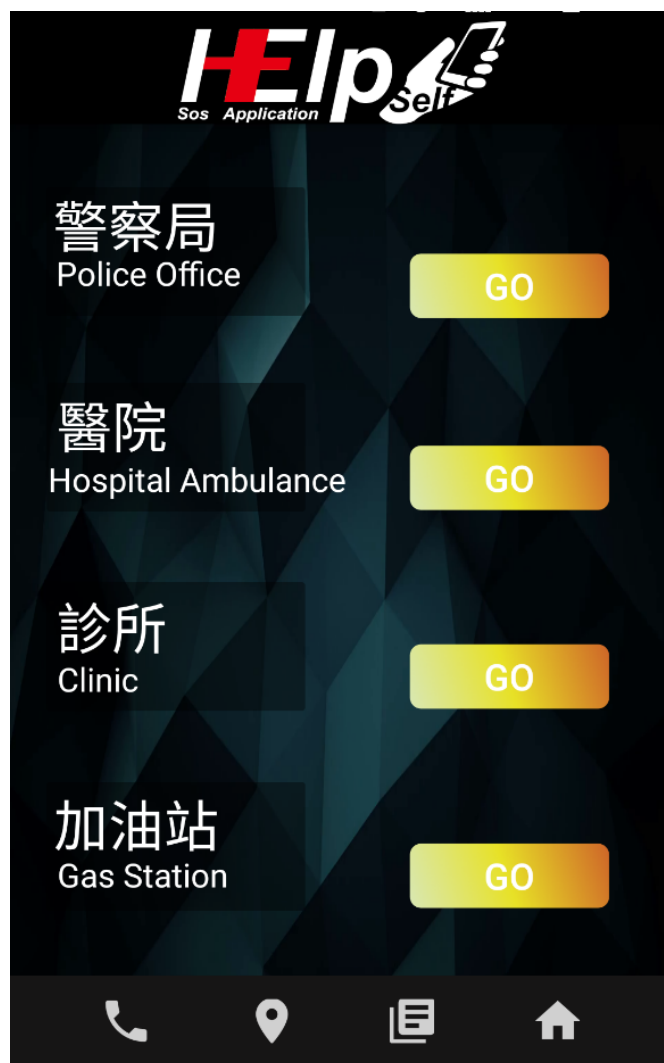 HElp
Self
Sos Application
警察局
Police Office
GO
醫院
Hospital Ambulance
GO
診所
Clinic
GO
加油站
Gas Station
GO